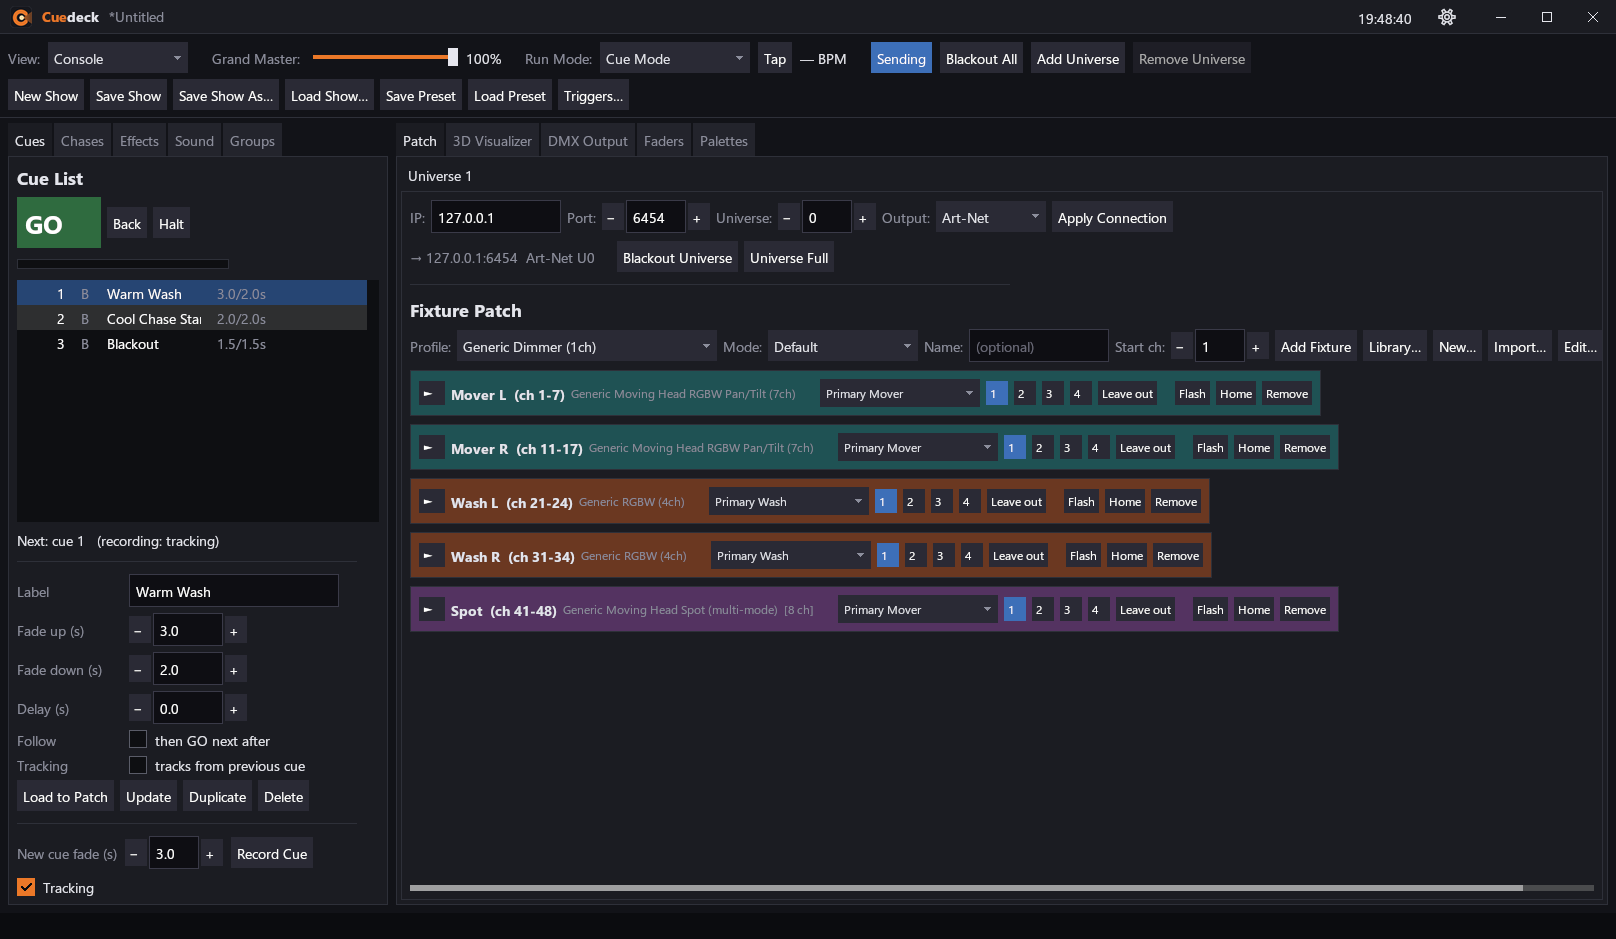 Cuedeck *Untitled 19:48:40
View: Console Grand Master: 100% Run Mode: Cue Mode Tap — BPM Sending Blackout All Add Universe Remove Universe
New Show Save Show Save Show As... Load Show... Save Preset Load Preset Triggers...
Cues Chases Effects Sound Groups
Cue List
GO Back Halt
1 B Warm Wash 3.0/2.0s
2 B Cool Chase Star 2.0/2.0s
3 B Blackout 1.5/1.5s
Next: cue 1 (recording: tracking)
Label Warm Wash
Fade up (s) − 3.0 +
Fade down (s) − 2.0 +
Delay (s) − 0.0 +
Follow then GO next after
Tracking tracks from previous cue
Load to Patch Update Duplicate Delete
New cue fade (s) − 3.0 + Record Cue
Tracking
Patch 3D Visualizer DMX Output Faders Palettes
Universe 1
IP: 127.0.0.1 Port: − 6454 + Universe: − 0 + Output: Art-Net Apply Connection
→ 127.0.0.1:6454 Art-Net U0 Blackout Universe Universe Full
Fixture Patch
Profile: Generic Dimmer (1ch) Mode: Default Name: (optional) Start ch: − 1 + Add Fixture Library... New... Import... Edit...
Mover L (ch 1-7) Generic Moving Head RGBW Pan/Tilt (7ch) Primary Mover 1 2 3 4 Leave out Flash Home Remove
Mover R (ch 11-17) Generic Moving Head RGBW Pan/Tilt (7ch) Primary Mover 1 2 3 4 Leave out Flash Home Remove
Wash L (ch 21-24) Generic RGBW (4ch) Primary Wash 1 2 3 4 Leave out Flash Home Remove
Wash R (ch 31-34) Generic RGBW (4ch) Primary Wash 1 2 3 4 Leave out Flash Home Remove
Spot (ch 41-48) Generic Moving Head Spot (multi-mode) [8 ch] Primary Mover 1 2 3 4 Leave out Flash Home Remove